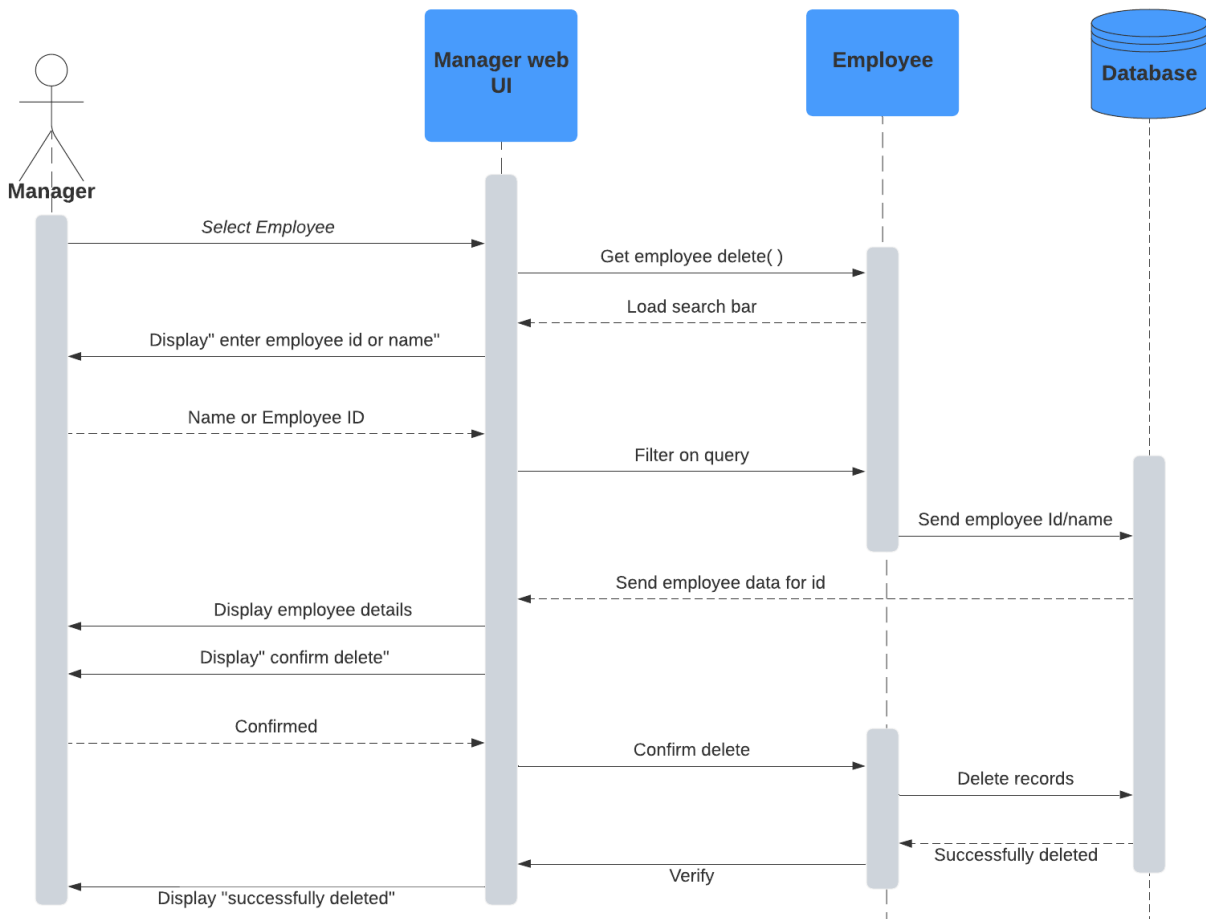 Manager web
UI
Employee
Database
Manager
Select Employee
Get employee delete( )
Load search bar
Display" enter employee id or name"
Name or Employee ID
Filter on query
Send employee Id/name
Send employee data for id
Display employee details
Display" confirm delete"
Confirmed
Confirm delete
Delete records
Successfully deleted
Verify
Display "successfully deleted"